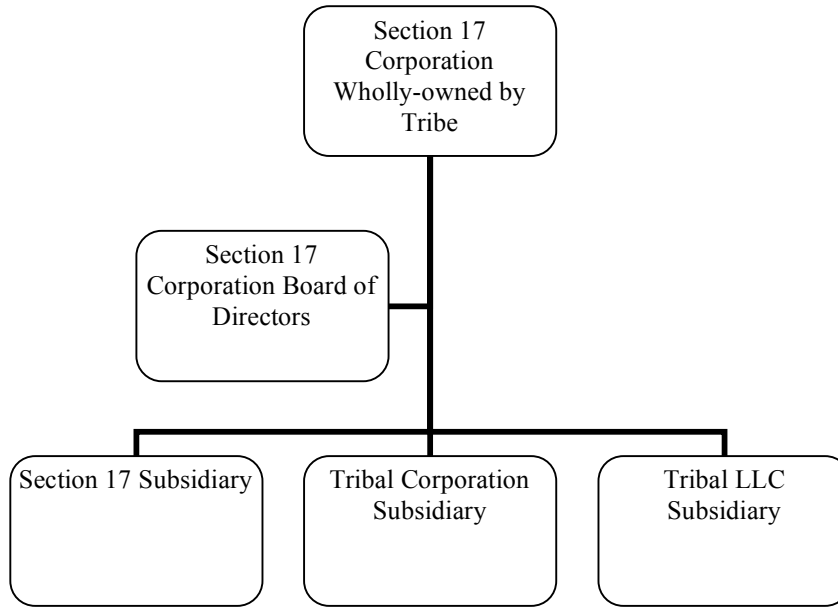 Section 17
Corporation
Wholly-owned by
Tribe
Section 17
Corporation Board of
Directors
Section 17 Subsidiary
Tribal Corporation
Subsidiary
Tribal LLC
Subsidiary